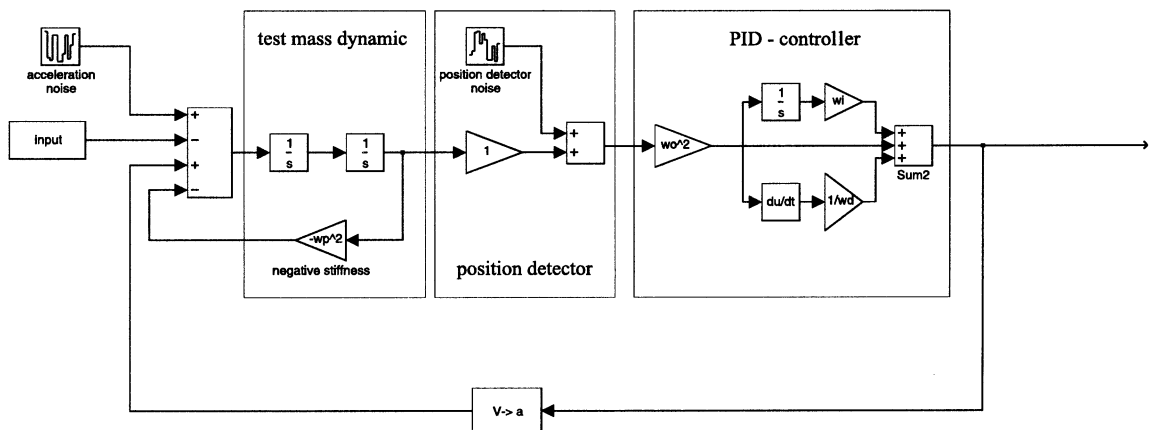 test mass dynamic
PID - controller
acceleration
noise
position detector
noise
input
+
−
+
−
1
s
1
s
1
+
+
wo^2
1
s
wi
+
+
+
Sum2
du/dt
1/wd
-wp^2
negative stiffness
position detector
V-> a